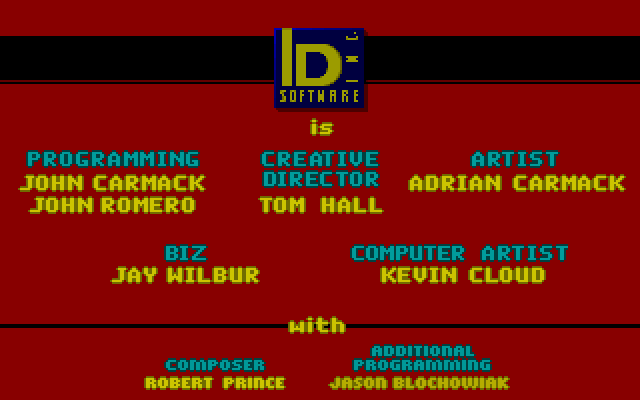 ID
INC.
SOFTWARE
is
PROGRAMMING
JOHN CARMACK
JOHN ROMERO
CREATIVE
DIRECTOR
TOM HALL
ARTIST
ADRIAN CARMACK
BIZ
JAY WILBUR
COMPUTER ARTIST
KEVIN CLOUD
with
COMPOSER
ROBERT PRINCE
ADDITIONAL
PROGRAMMING
JASON BLOCHOWIAK